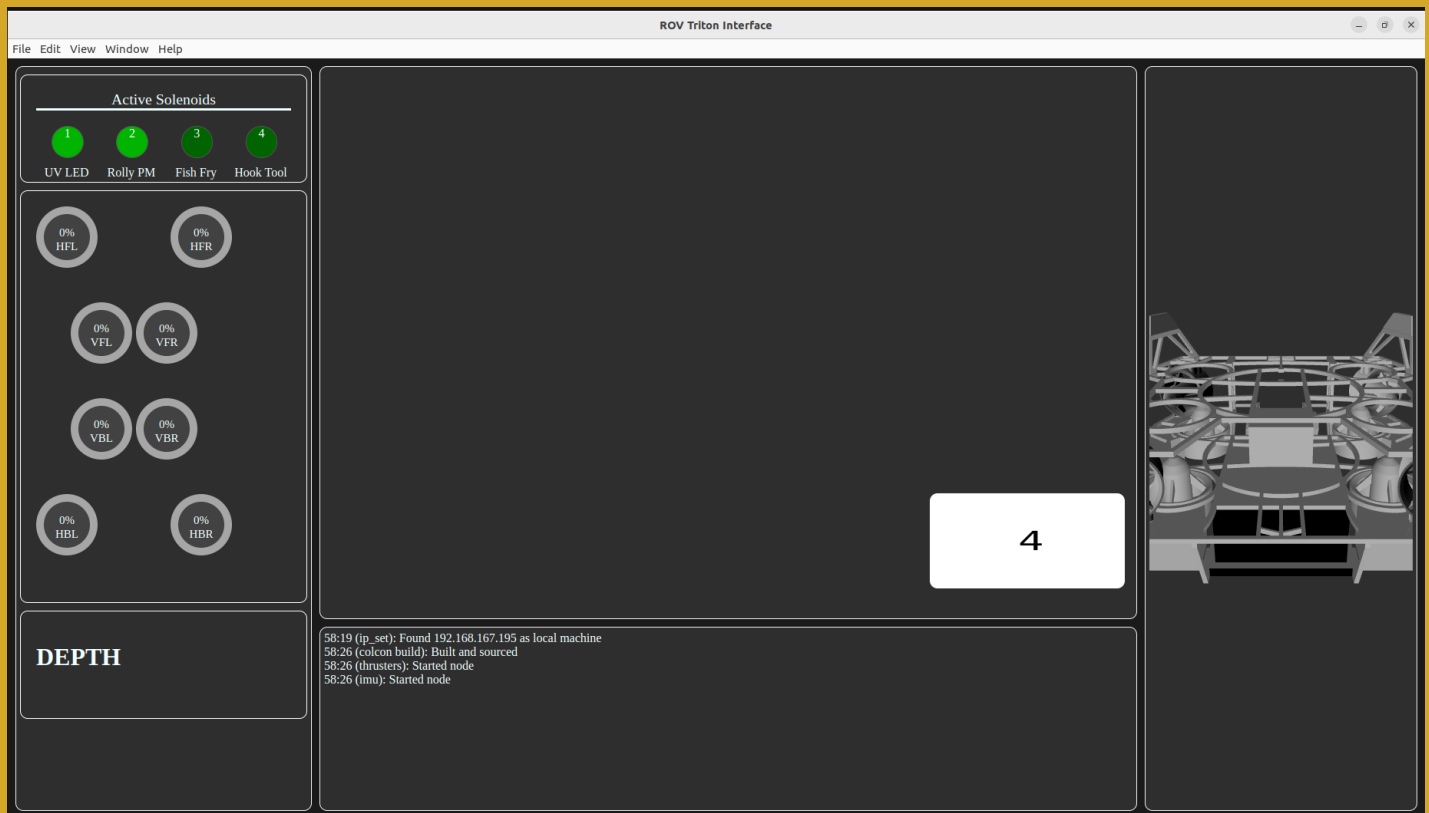 ROV Triton Interface
File Edit View Window Help
Active Solenoids
1 2 3 4
UV LED Rolly PM Fish Fry Hook Tool
0% 0%
HFL HFR
0% 0%
VFL VFR
0% 0%
VBL VBR
0% 0%
HBL HBR
DEPTH
4
58:19 (ip_set): Found 192.168.167.195 as local machine
58:26 (colcon build): Built and sourced
58:26 (thrusters): Started node
58:26 (imu): Started node